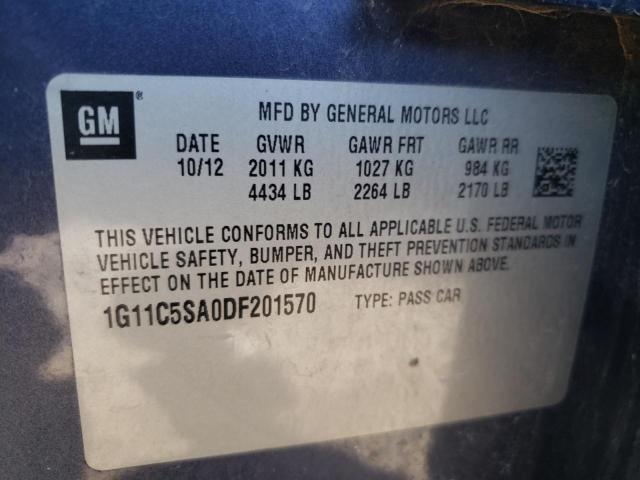 GM®
MFD BY GENERAL MOTORS LLC
DATE GVWR GAWR FRT GAWR RR
10/12 2011 KG 1027 KG 984 KG
4434 LB 2264 LB 2170 LB
THIS VEHICLE CONFORMS TO ALL APPLICABLE U.S. FEDERAL MOTOR
VEHICLE SAFETY, BUMPER, AND THEFT PREVENTION STANDARDS IN
EFFECT ON THE DATE OF MANUFACTURE SHOWN ABOVE.
1G11C5SA0DF201570 TYPE: PASS CAR